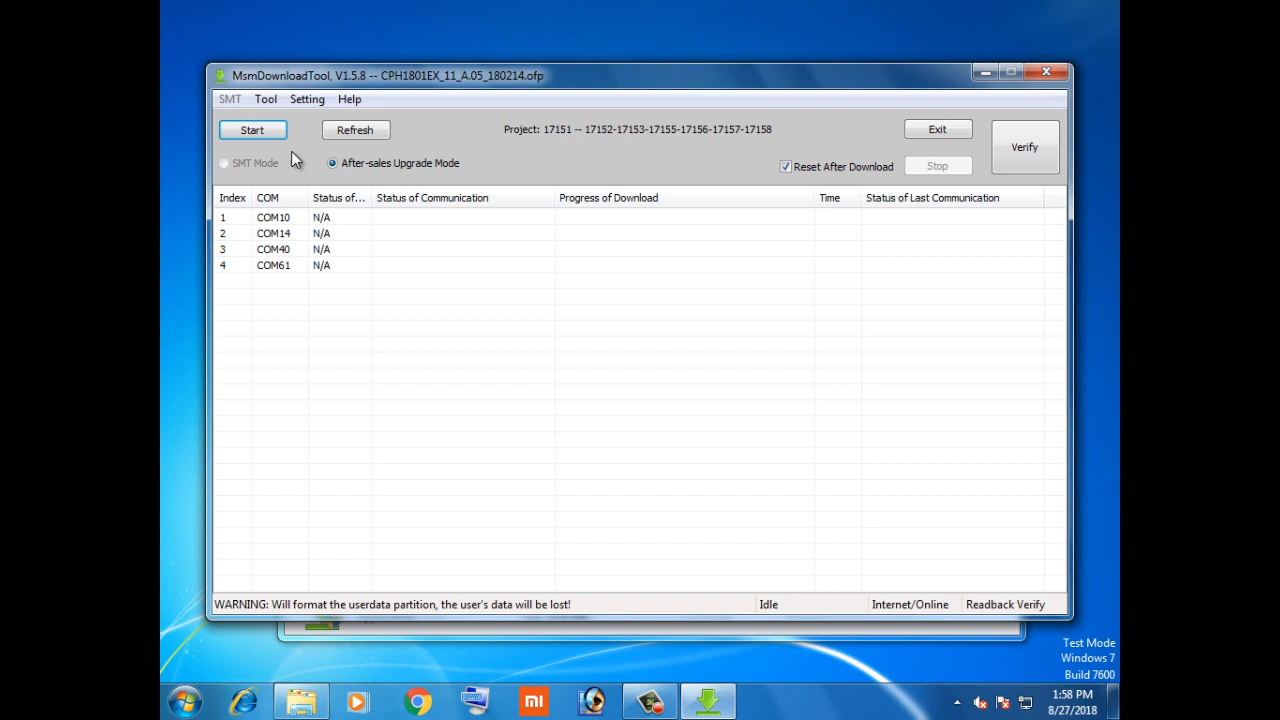 MsmDownloadTool, V1.5.8 -- CPH1801EX_11_A.05_180214.ofp
SMT Tool Setting Help
Start Refresh Project: 17151 -- 17152-17153-17155-17156-17157-17158 Exit Verify
SMT Mode After-sales Upgrade Mode Reset After Download Stop
Index COM Status of... Status of Communication Progress of Download Time Status of Last Communication
1 COM10 N/A
2 COM14 N/A
3 COM40 N/A
4 COM61 N/A
WARNING: Will format the userdata partition, the user's data will be lost! Idle Internet/Online Readback Verify
Test Mode
Windows 7
Build 7600
mi
1:58 PM
8/27/2018